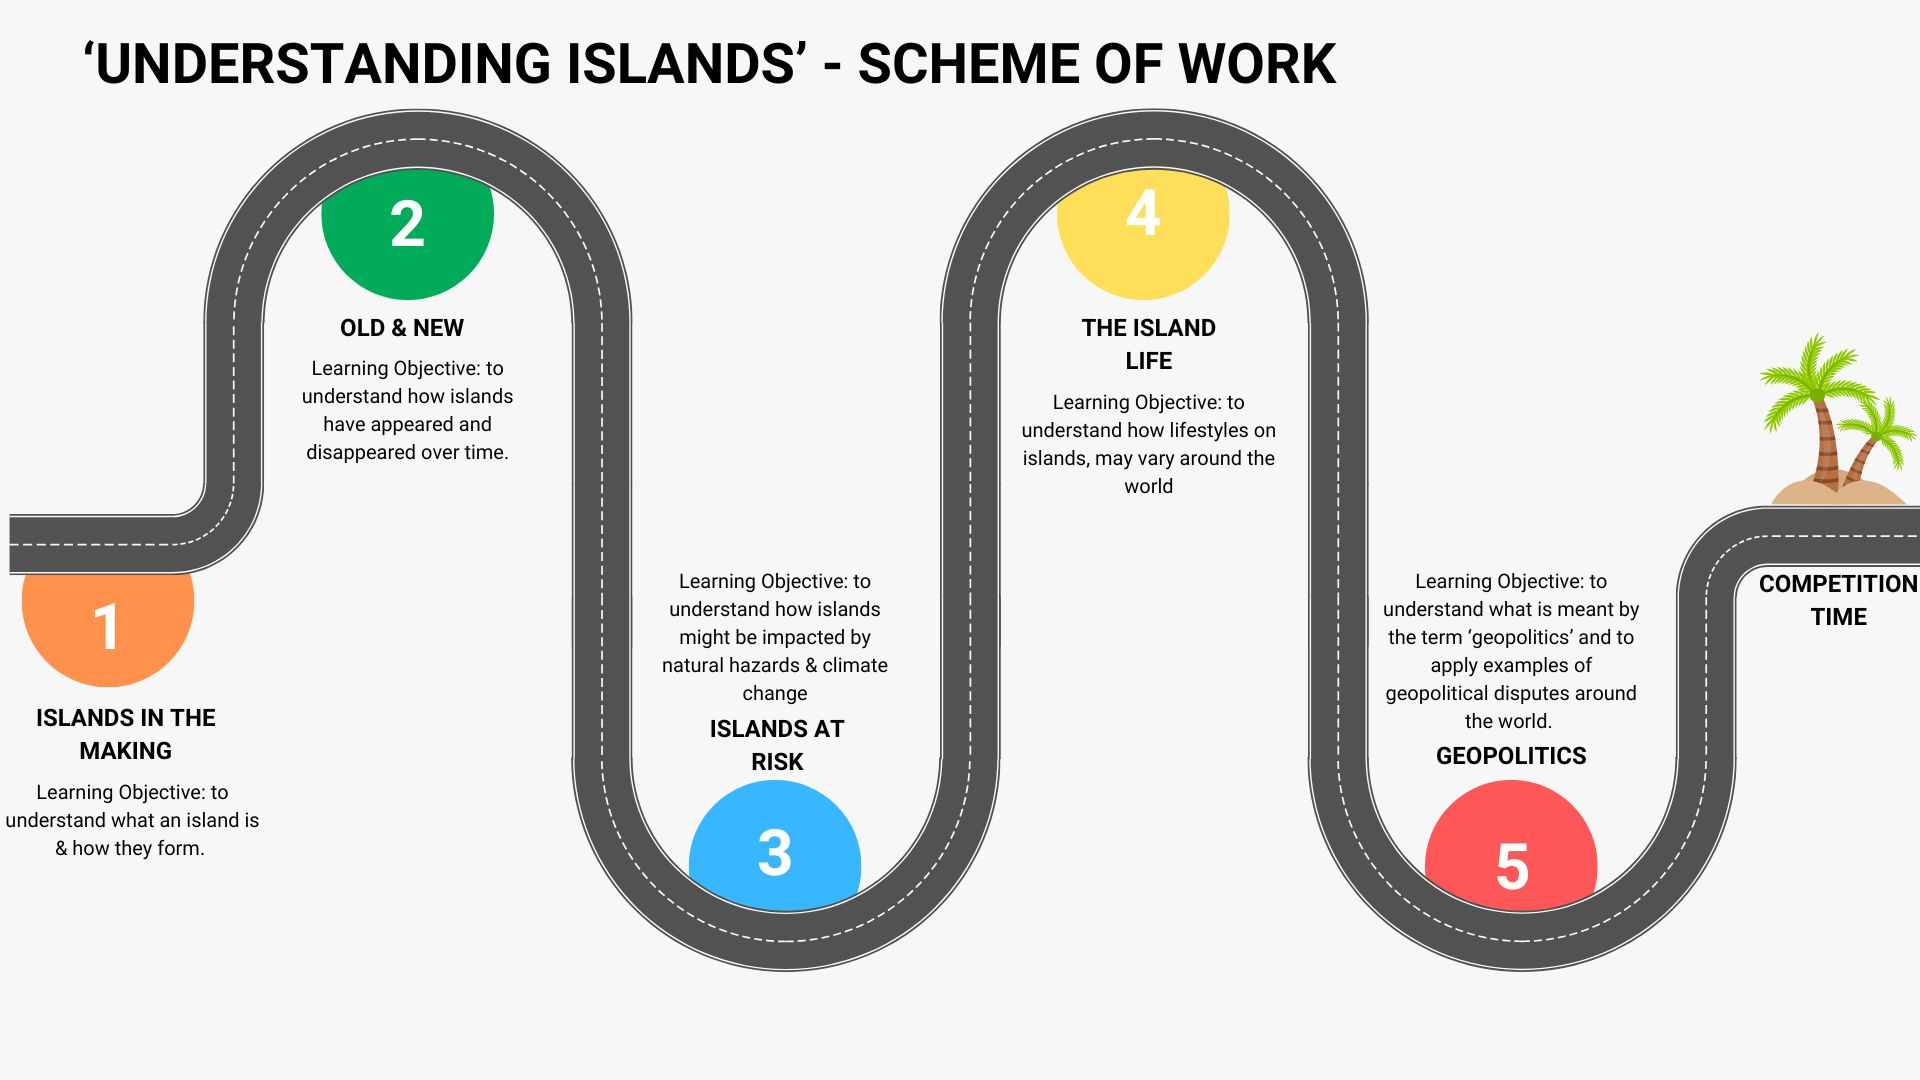 ‘UNDERSTANDING ISLANDS’ - SCHEME OF WORK
1
ISLANDS IN THE
MAKING
Learning Objective: to
understand what an island is
& how they form.
2
OLD & NEW
Learning Objective: to
understand how islands
have appeared and
disappeared over time.
Learning Objective: to
understand how islands
might be impacted by
natural hazards & climate
change
ISLANDS AT
RISK
3
4
THE ISLAND
LIFE
Learning Objective: to
understand how lifestyles on
islands, may vary around the
world
Learning Objective: to
understand what is meant by
the term ‘geopolitics’ and to
apply examples of
geopolitical disputes around
the world.
GEOPOLITICS
5
COMPETITION
TIME